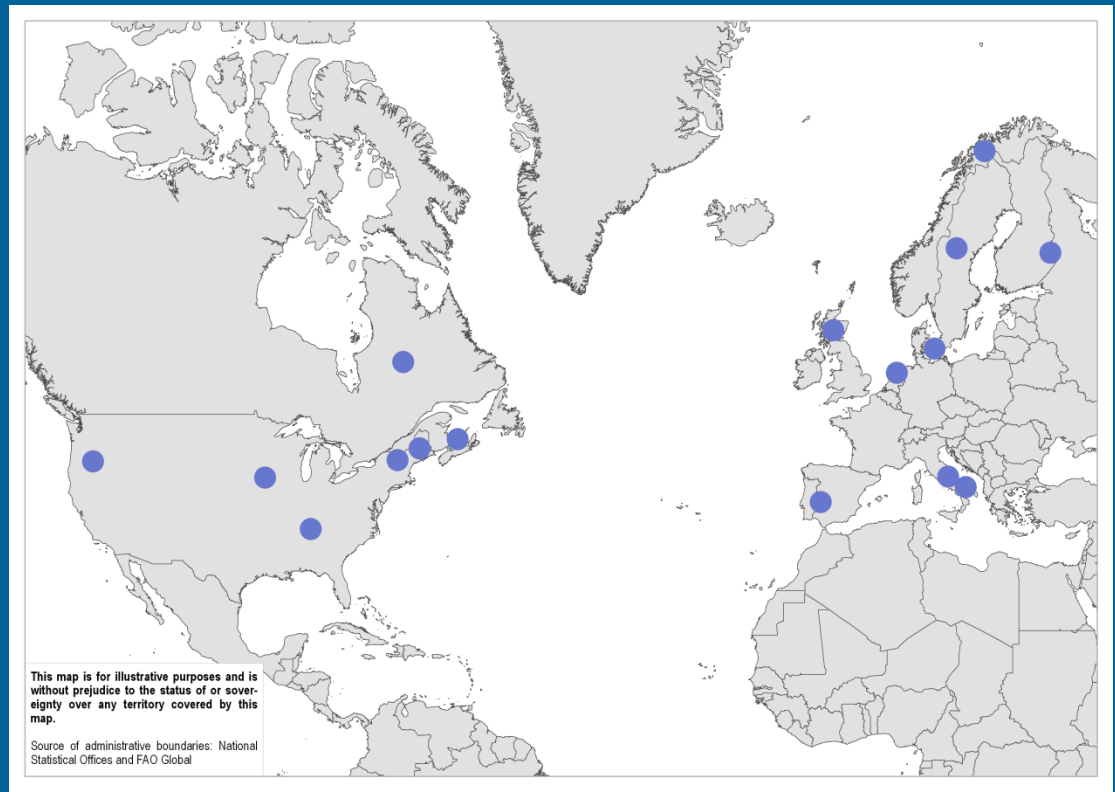 This map is for illustrative purposes and is
without prejudice to the status of or sover-
eignty over any territory covered by this
map.
Source of administrative boundaries: National
Statistical Offices and FAO Global